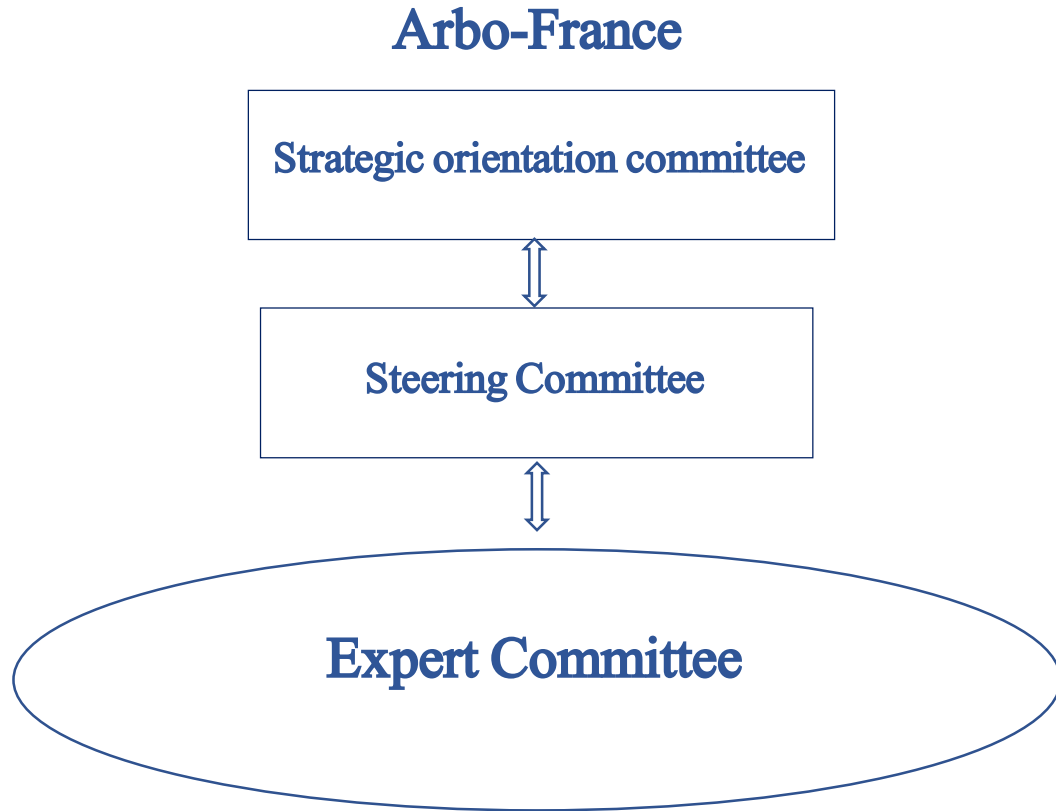 Arbo-France
Strategic orientation committee
Steering Committee
Expert Committee